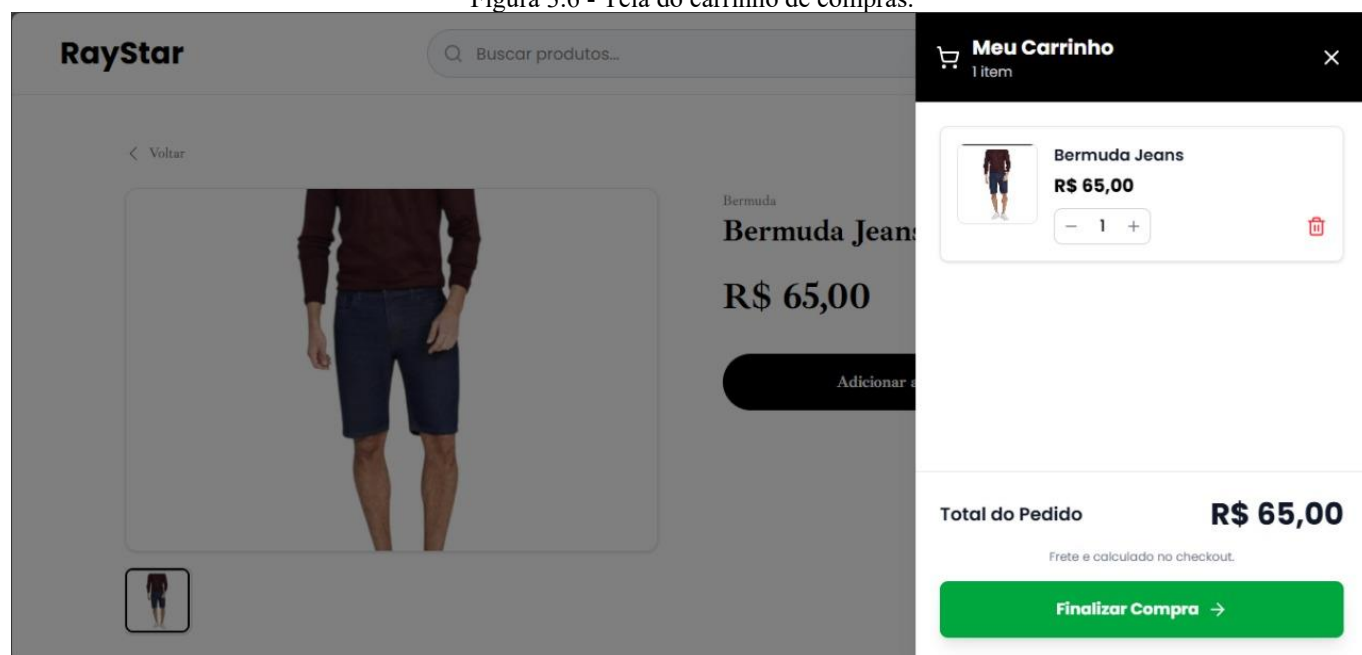 Figura 3.6 - Tela do carrinho de compras.
RayStar
Buscar produtos...
Voltar
Bermuda
Bermuda Jeans
R$ 65,00
Adicionar a
Meu Carrinho
1 item
Bermuda Jeans
R$ 65,00
1
Total do Pedido
R$ 65,00
Frete e calculado no checkout.
Finalizar Compra →